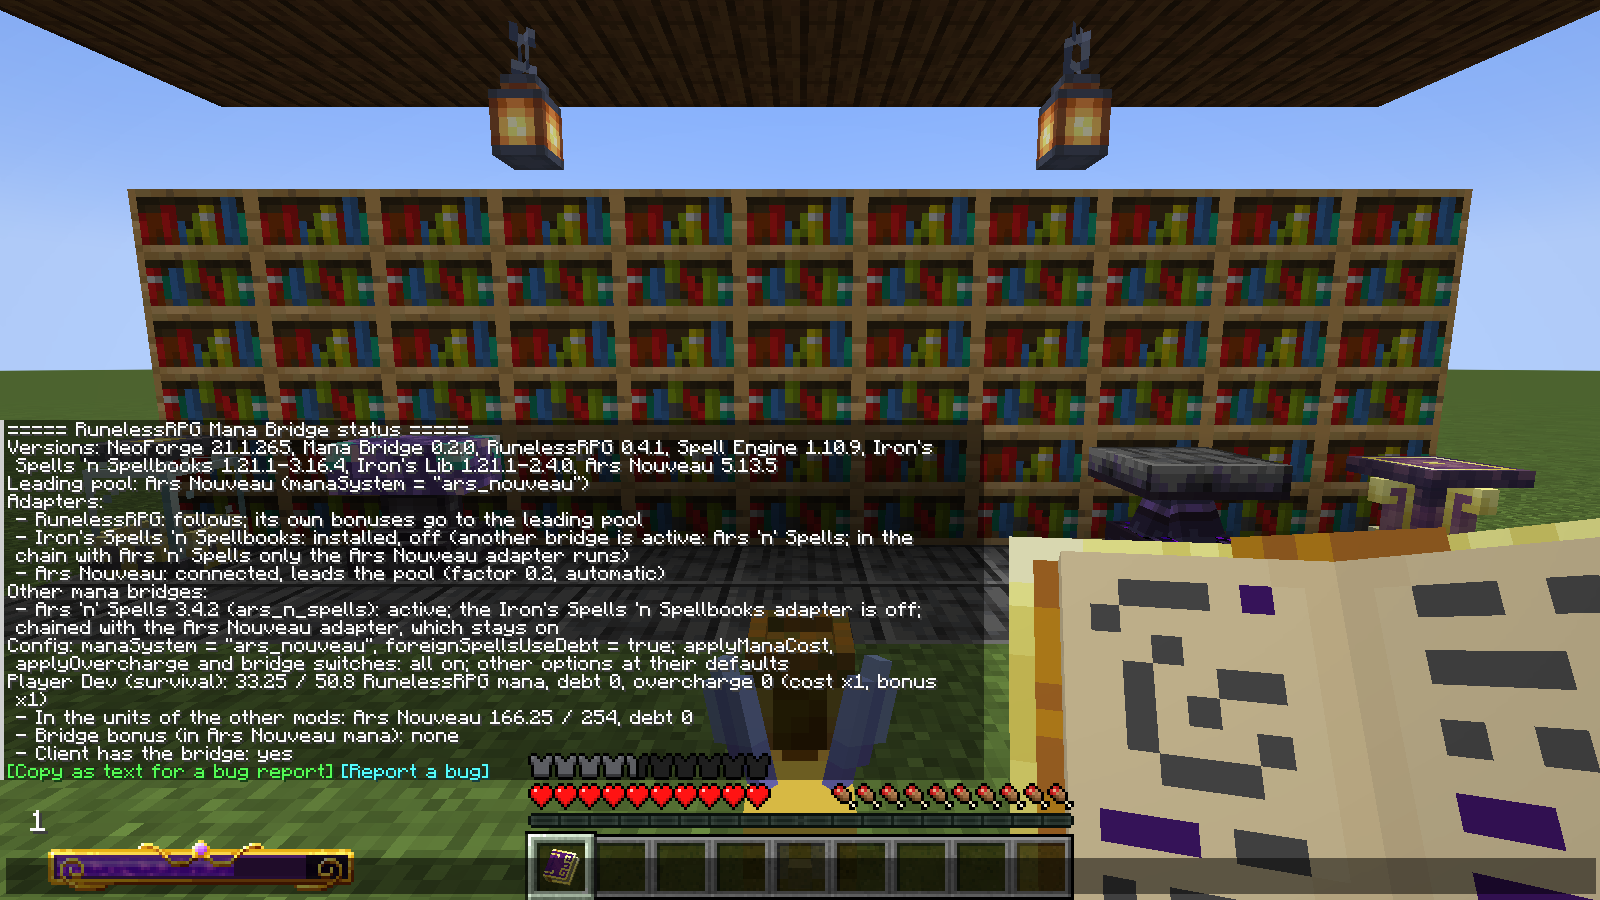 ===== RunelessRPG Mana Bridge status =====
Versions: NeoForge 21.1.265, Mana Bridge 0.2.0, RunelessRPG 0.4.1, Spell Engine 1.10.9, Iron's
Spells 'n Spellbooks 1.21.1-3.16.4, Iron's Lib 1.21.1-2.4.0, Ars Nouveau 5.13.5
Leading pool: Ars Nouveau (manaSystem = "ars_nouveau")
Adapters:
- RunelessRPG: follows; its own bonuses go to the leading pool
- Iron's Spells 'n Spellbooks: installed, off (another bridge is active: Ars 'n' Spells; in the
chain with Ars 'n' Spells only the Ars Nouveau adapter runs)
- Ars Nouveau: connected, leads the pool (factor 0.2, automatic)
Other mana bridges:
- Ars 'n' Spells 3.4.2 (ars_n_spells): active; the Iron's Spells 'n Spellbooks adapter is off;
chained with the Ars Nouveau adapter, which stays on
Config: manaSystem = "ars_nouveau", foreignSpellsUseDebt = true; applyManaCost,
applyOvercharge and bridge switches: all on; other options at their defaults
Player Dev (survival): 33.25 / 50.8 RunelessRPG mana, debt 0, overcharge 0 (cost x1, bonus
x1)
- In the units of the other mods: Ars Nouveau 166.25 / 254, debt 0
- Bridge bonus (in Ars Nouveau mana): none
- Client has the bridge: yes
[Copy as text for a bug report] [Report a bug]
1